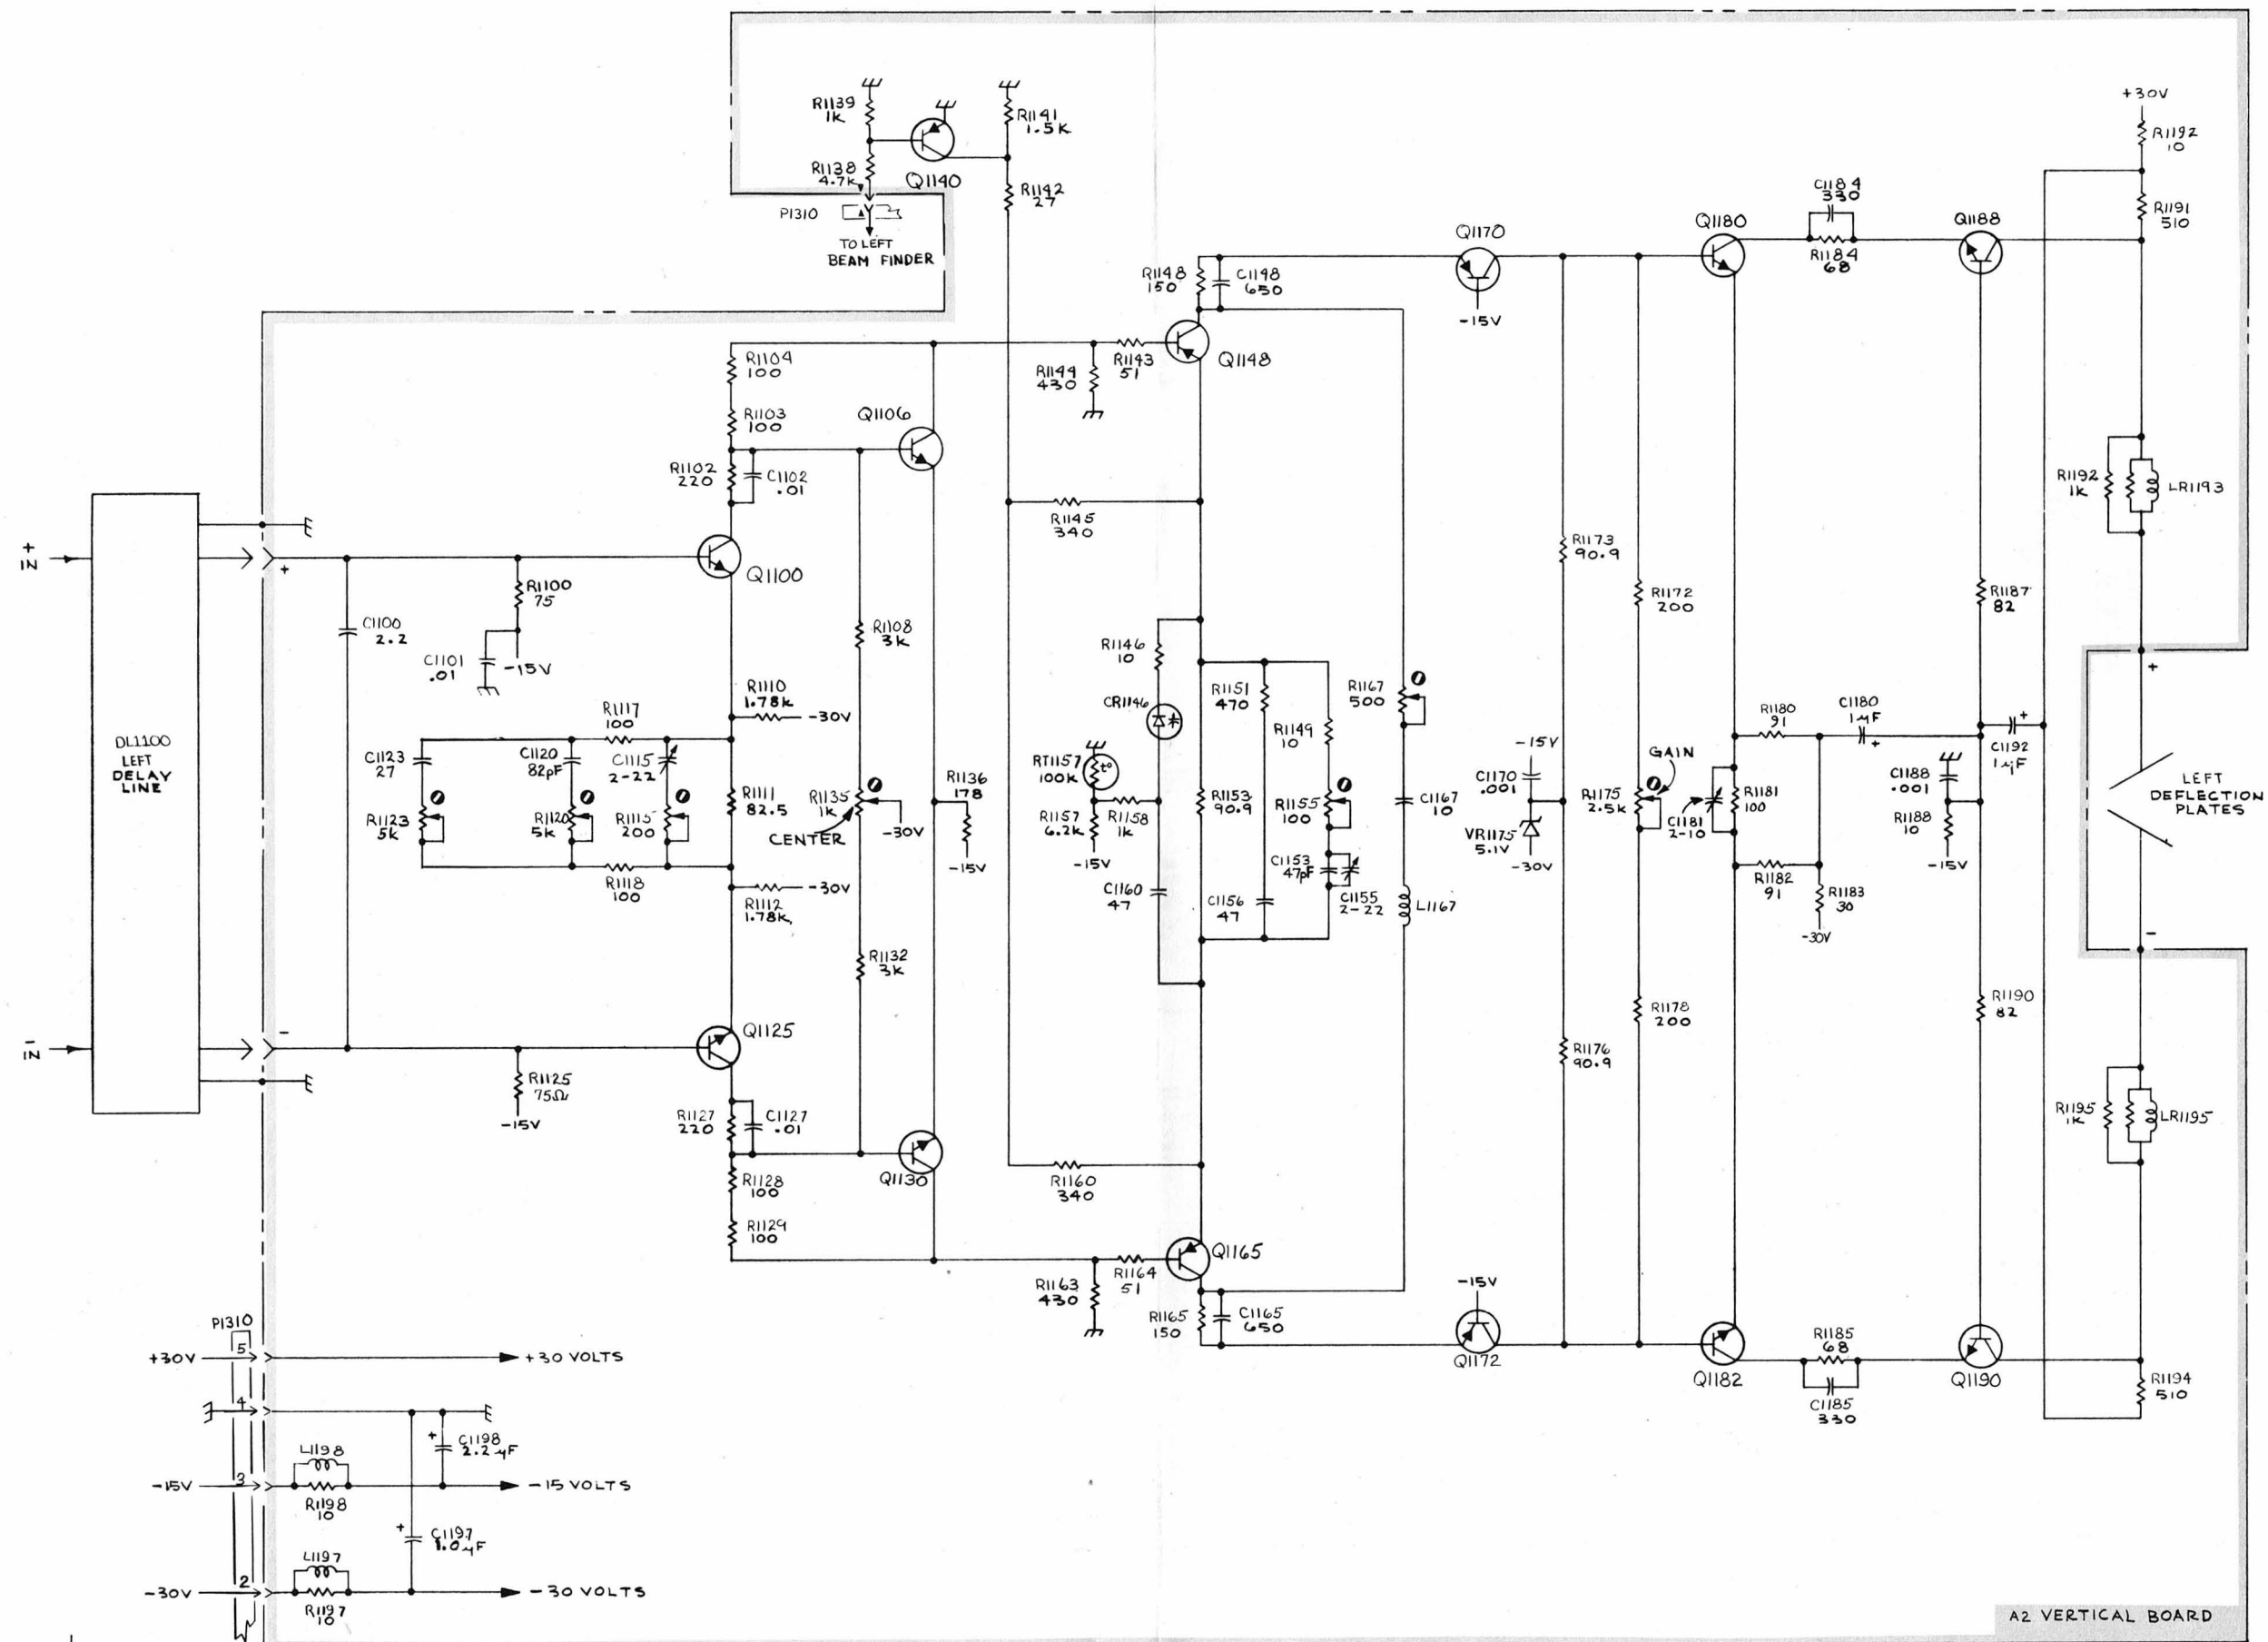 R1139
1K
R1138
4.7K
Q1140
R1141
1.5K
R1142
27
P1310
TO LEFT
BEAM FINDER
+30V
R1192
10
R1191
510
C1184
330
R1184
68
Q1180
Q1188
Q1170
-15V
R1148
150
C1148
650
Q1148
R1104
100
R1103
100
R1102
220
C1102
.01
Q1106
R1144
430
R1143
51
R1145
340
IN +
DL1100
LEFT
DELAY
LINE
IN -
+
-
C1100
2.2
R1100
75
C1101
.01
-15V
Q1100
R1110
1.78K
-30V
R1117
100
C1123
27
C1120
82pF
C1115
2-22
R1123
5K
R1120
5K
R1115
200
R1111
82.5
R1118
100
R1112
1.78K
-30V
R1108
3K
R1135
1K
CENTER
-30V
R1136
178
-15V
R1132
3K
R1146
10
CR1146
RT1157
100K
t°
R1157
6.2K
-15V
R1158
1K
C1160
47
R1151
470
R1149
10
R1153
90.9
R1155
100
C1156
47
C1153
47pF
C1155
2-22
R1167
500
C1167
10
L1167
R1173
90.9
R1172
200
-15V
C1170
.001
VR1175
5.1V
-30V
R1175
2.5K
GAIN
R1176
90.9
R1178
200
R1180
91
C1180
1µF
+
C1181
2-10
R1181
100
R1182
91
R1183
30
-30V
R1187
82
C1192
1µF
+
C1188
.001
R1188
10
-15V
R1190
82
R1192
1K
LR1193
+
LEFT
DEFLECTION
PLATES
-
R1195
1K
LR1195
R1194
510
Q1125
R1125
75Ω
-15V
R1127
220
C1127
.01
R1128
100
R1129
100
Q1130
R1160
340
R1163
430
R1164
51
Q1165
R1165
150
C1165
650
-15V
Q1172
Q1182
R1185
68
C1185
330
Q1190
P1310
+30V
5
+30 VOLTS
4
L1198
C1198
2.2µF
+
-15V
3
-15 VOLTS
R1198
10
C1197
1.0µF
+
L1197
-30V
2
-30 VOLTS
R1197
10
A2 VERTICAL BOARD